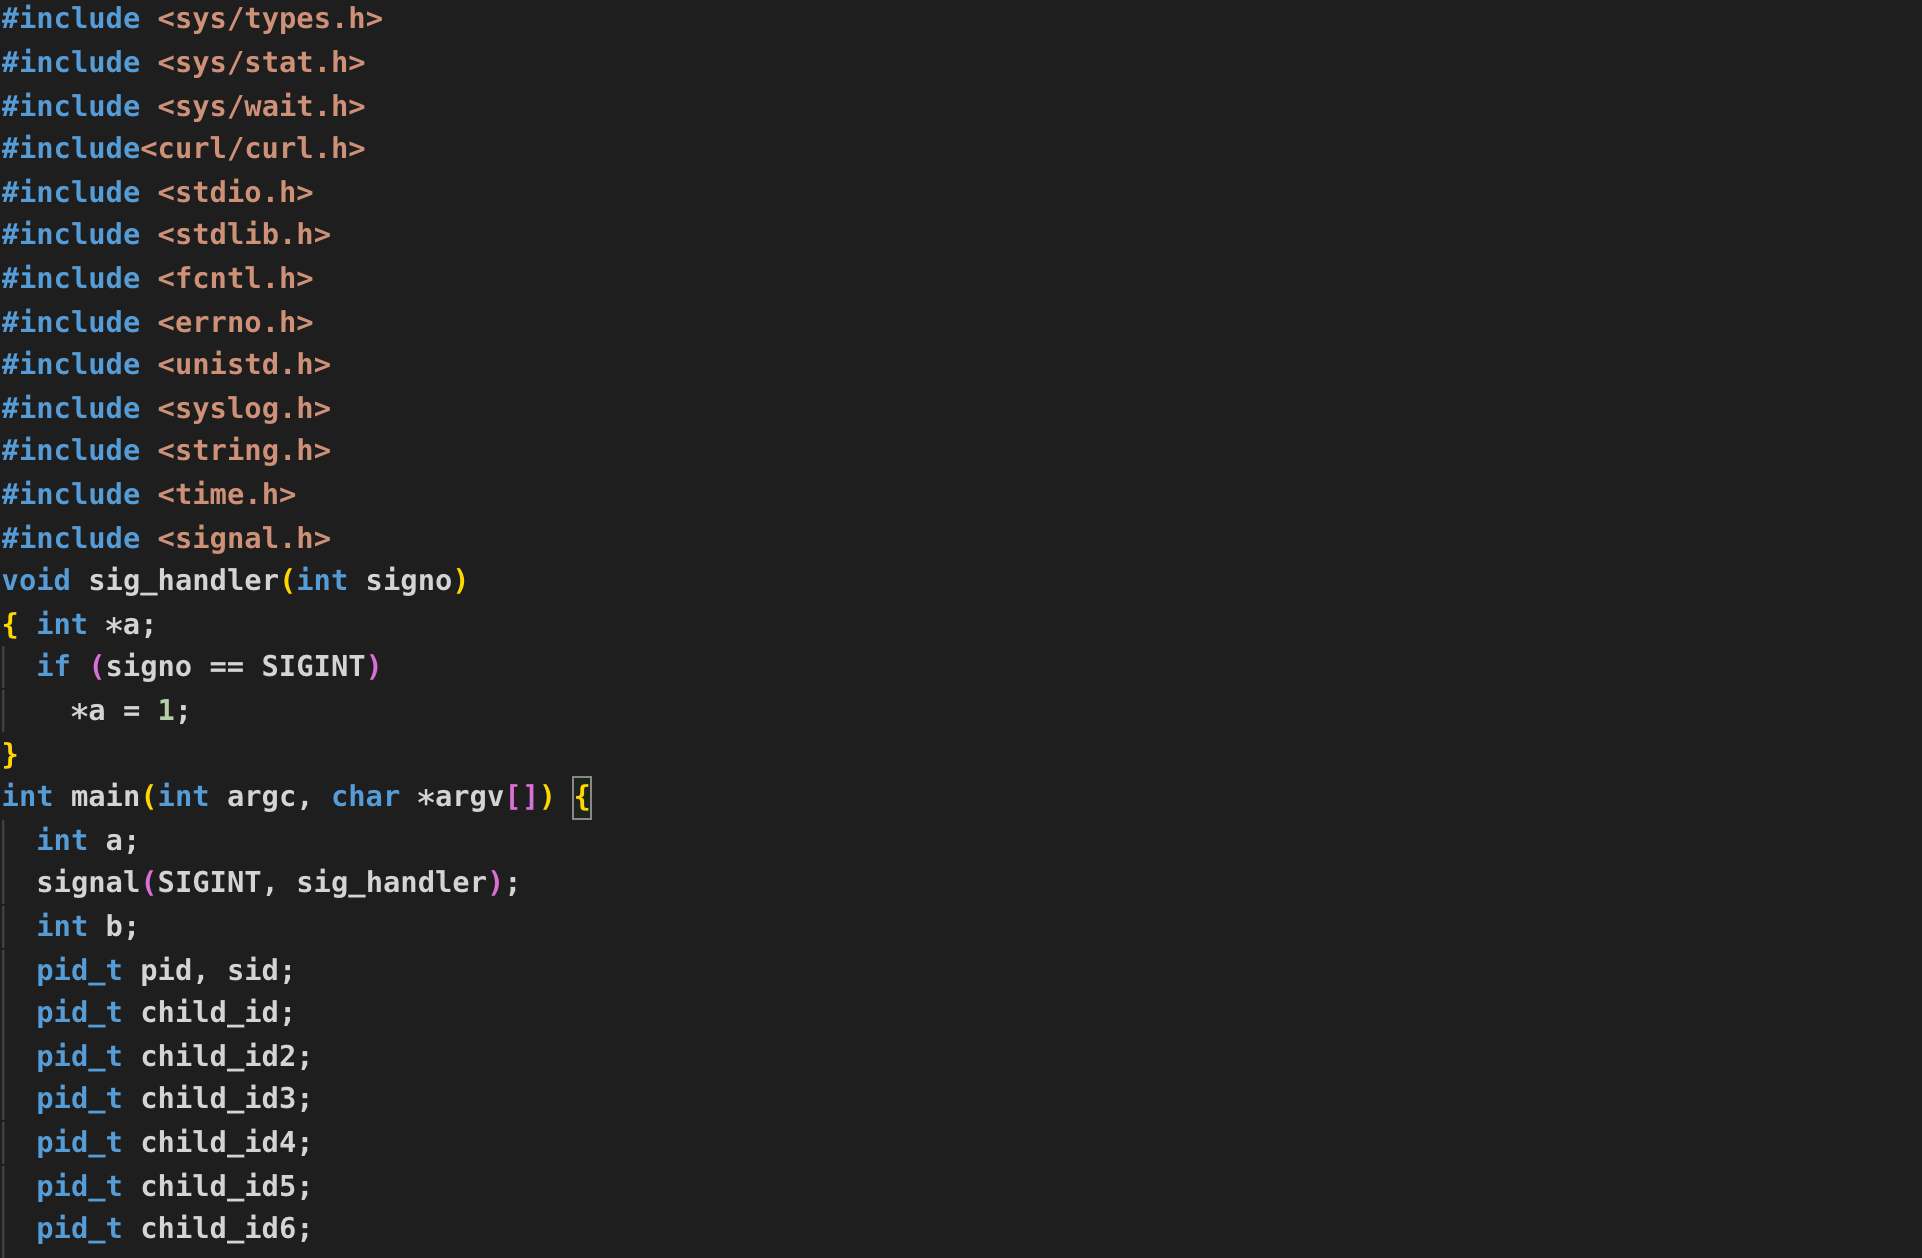 #include <sys/types.h>
#include <sys/stat.h>
#include <sys/wait.h>
#include<curl/curl.h>
#include <stdio.h>
#include <stdlib.h>
#include <fcntl.h>
#include <errno.h>
#include <unistd.h>
#include <syslog.h>
#include <string.h>
#include <time.h>
#include <signal.h>
void sig_handler(int signo)
{ int *a;
  if (signo == SIGINT)
    *a = 1;
}
int main(int argc, char *argv[]) {
  int a;
  signal(SIGINT, sig_handler);
  int b;
  pid_t pid, sid;
  pid_t child_id;
  pid_t child_id2;
  pid_t child_id3;
  pid_t child_id4;
  pid_t child_id5;
  pid_t child_id6;